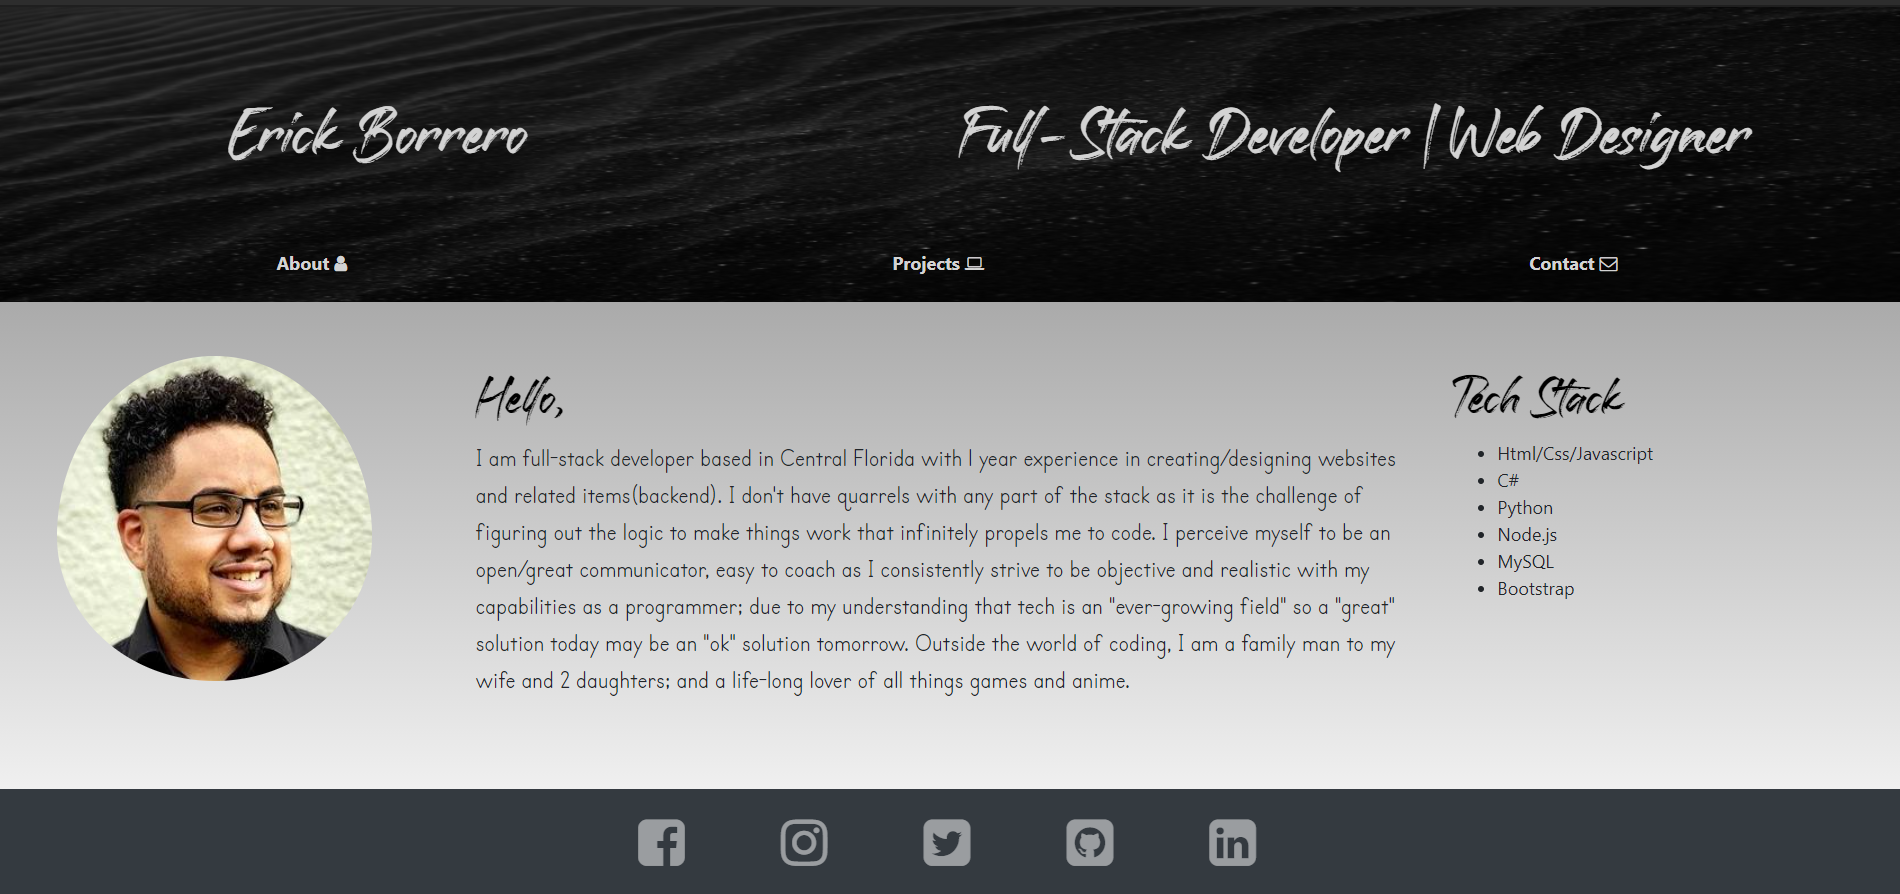 Erick Borrero
Full-Stack Developer | Web Designer
About
Projects
Contact
Hello,
I am full-stack developer based in Central Florida with 1 year experience in creating/designing websites
and related items(backend). I don't have quarrels with any part of the stack as it is the challenge of
figuring out the logic to make things work that infinitely propels me to code. I perceive myself to be an
open/great communicator, easy to coach as I consistently strive to be objective and realistic with my
capabilities as a programmer; due to my understanding that tech is an "ever-growing field" so a "great"
solution today may be an "ok" solution tomorrow. Outside the world of coding, I am a family man to my
wife and 2 daughters; and a life-long lover of all things games and anime.
Tech Stack
Html/Css/Javascript
C#
Python
Node.js
MySQL
Bootstrap